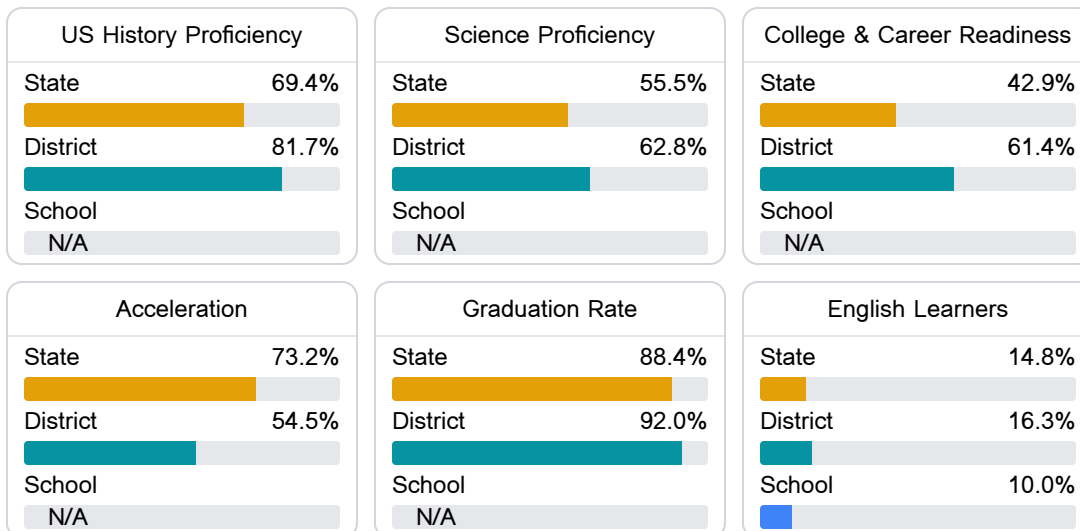 US History Proficiency
State 69.4%
District 81.7%
School
N/A
Science Proficiency
State 55.5%
District 62.8%
School
N/A
College & Career Readiness
State 42.9%
District 61.4%
School
N/A
Acceleration
State 73.2%
District 54.5%
School
N/A
Graduation Rate
State 88.4%
District 92.0%
School
N/A
English Learners
State 14.8%
District 16.3%
School 10.0%